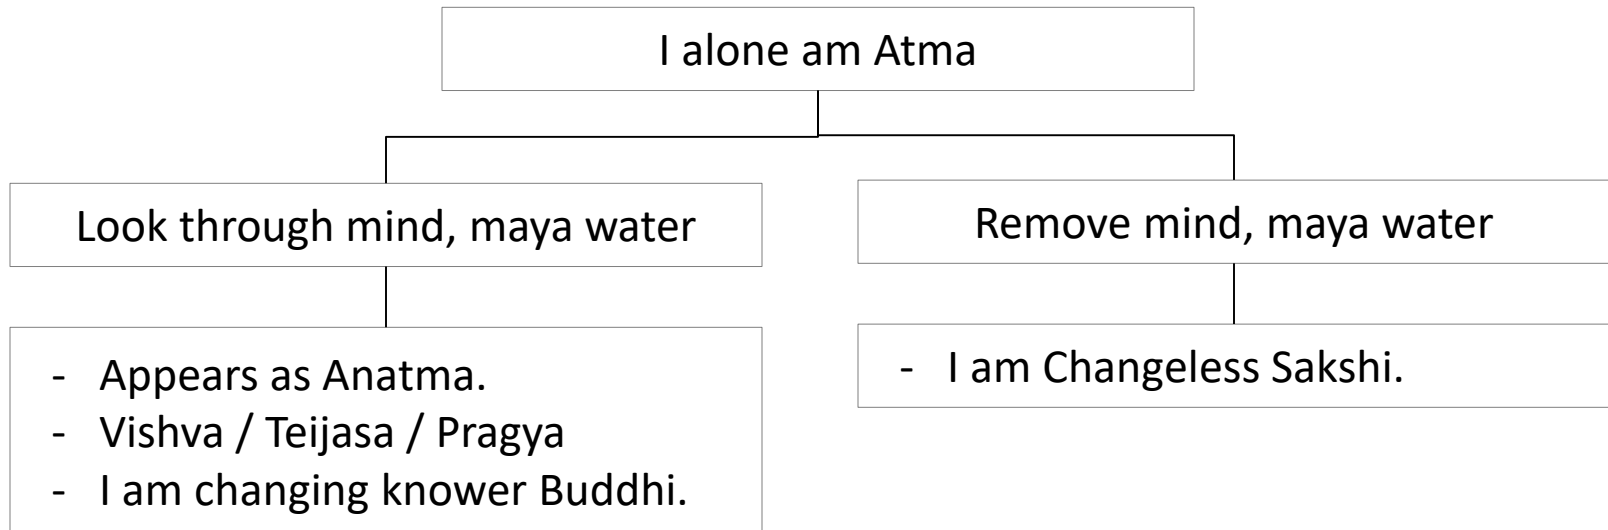 I alone am Atma
Look through mind, maya water
Remove mind, maya water
- Appears as Anatma.
- Vishva / Teijasa / Pragya
- I am changing knower Buddhi.
- I am Changeless Sakshi.